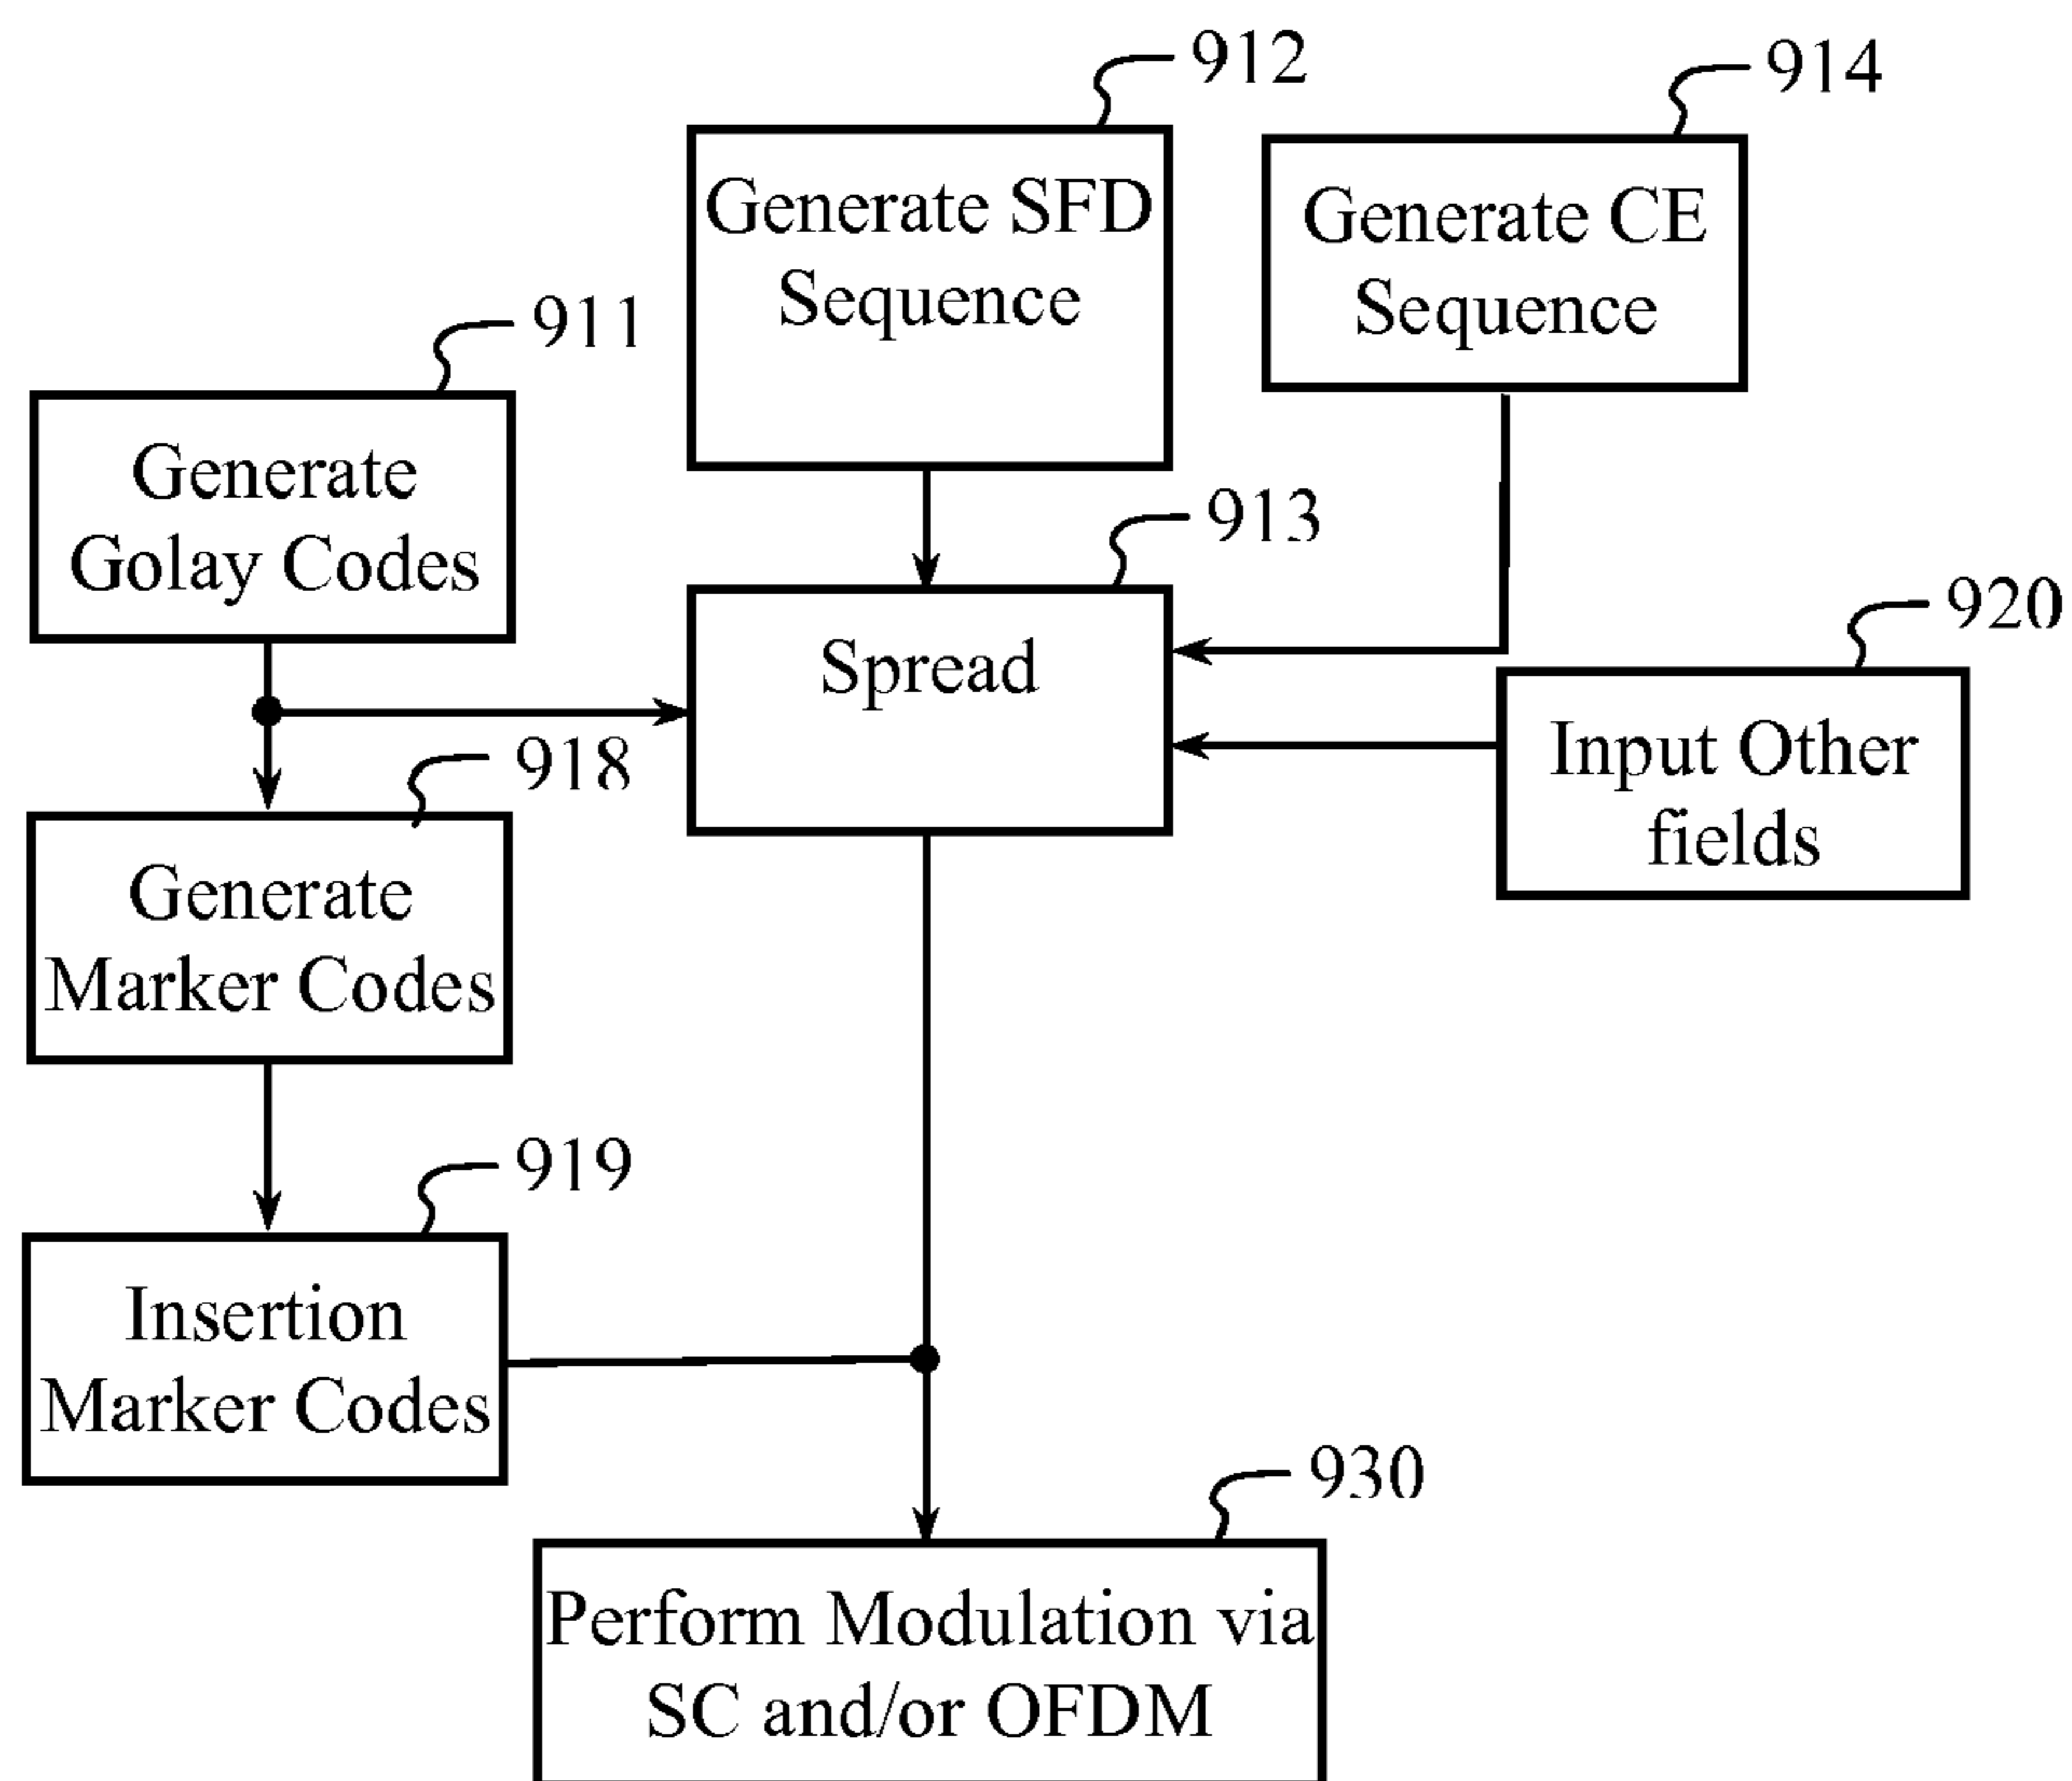 912
914
Generate SFD
Sequence
Generate CE
Sequence
911
Generate
Golay Codes
913
Spread
920
Input Other
fields
918
Generate
Marker Codes
919
Insertion
Marker Codes
930
Perform Modulation via
SC and/or OFDM